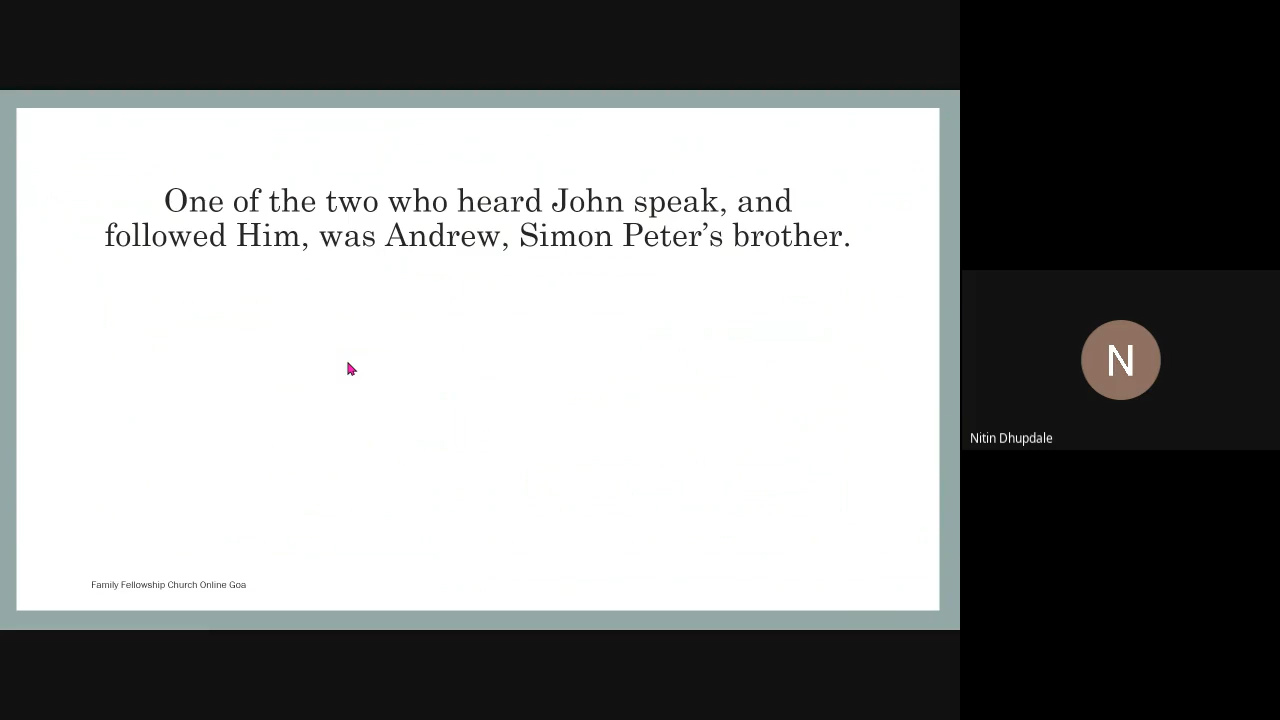 One of the two who heard John speak, and
followed Him, was Andrew, Simon Peter’s brother.
Family Fellowship Church Online Goa
N
Nitin Dhupdale